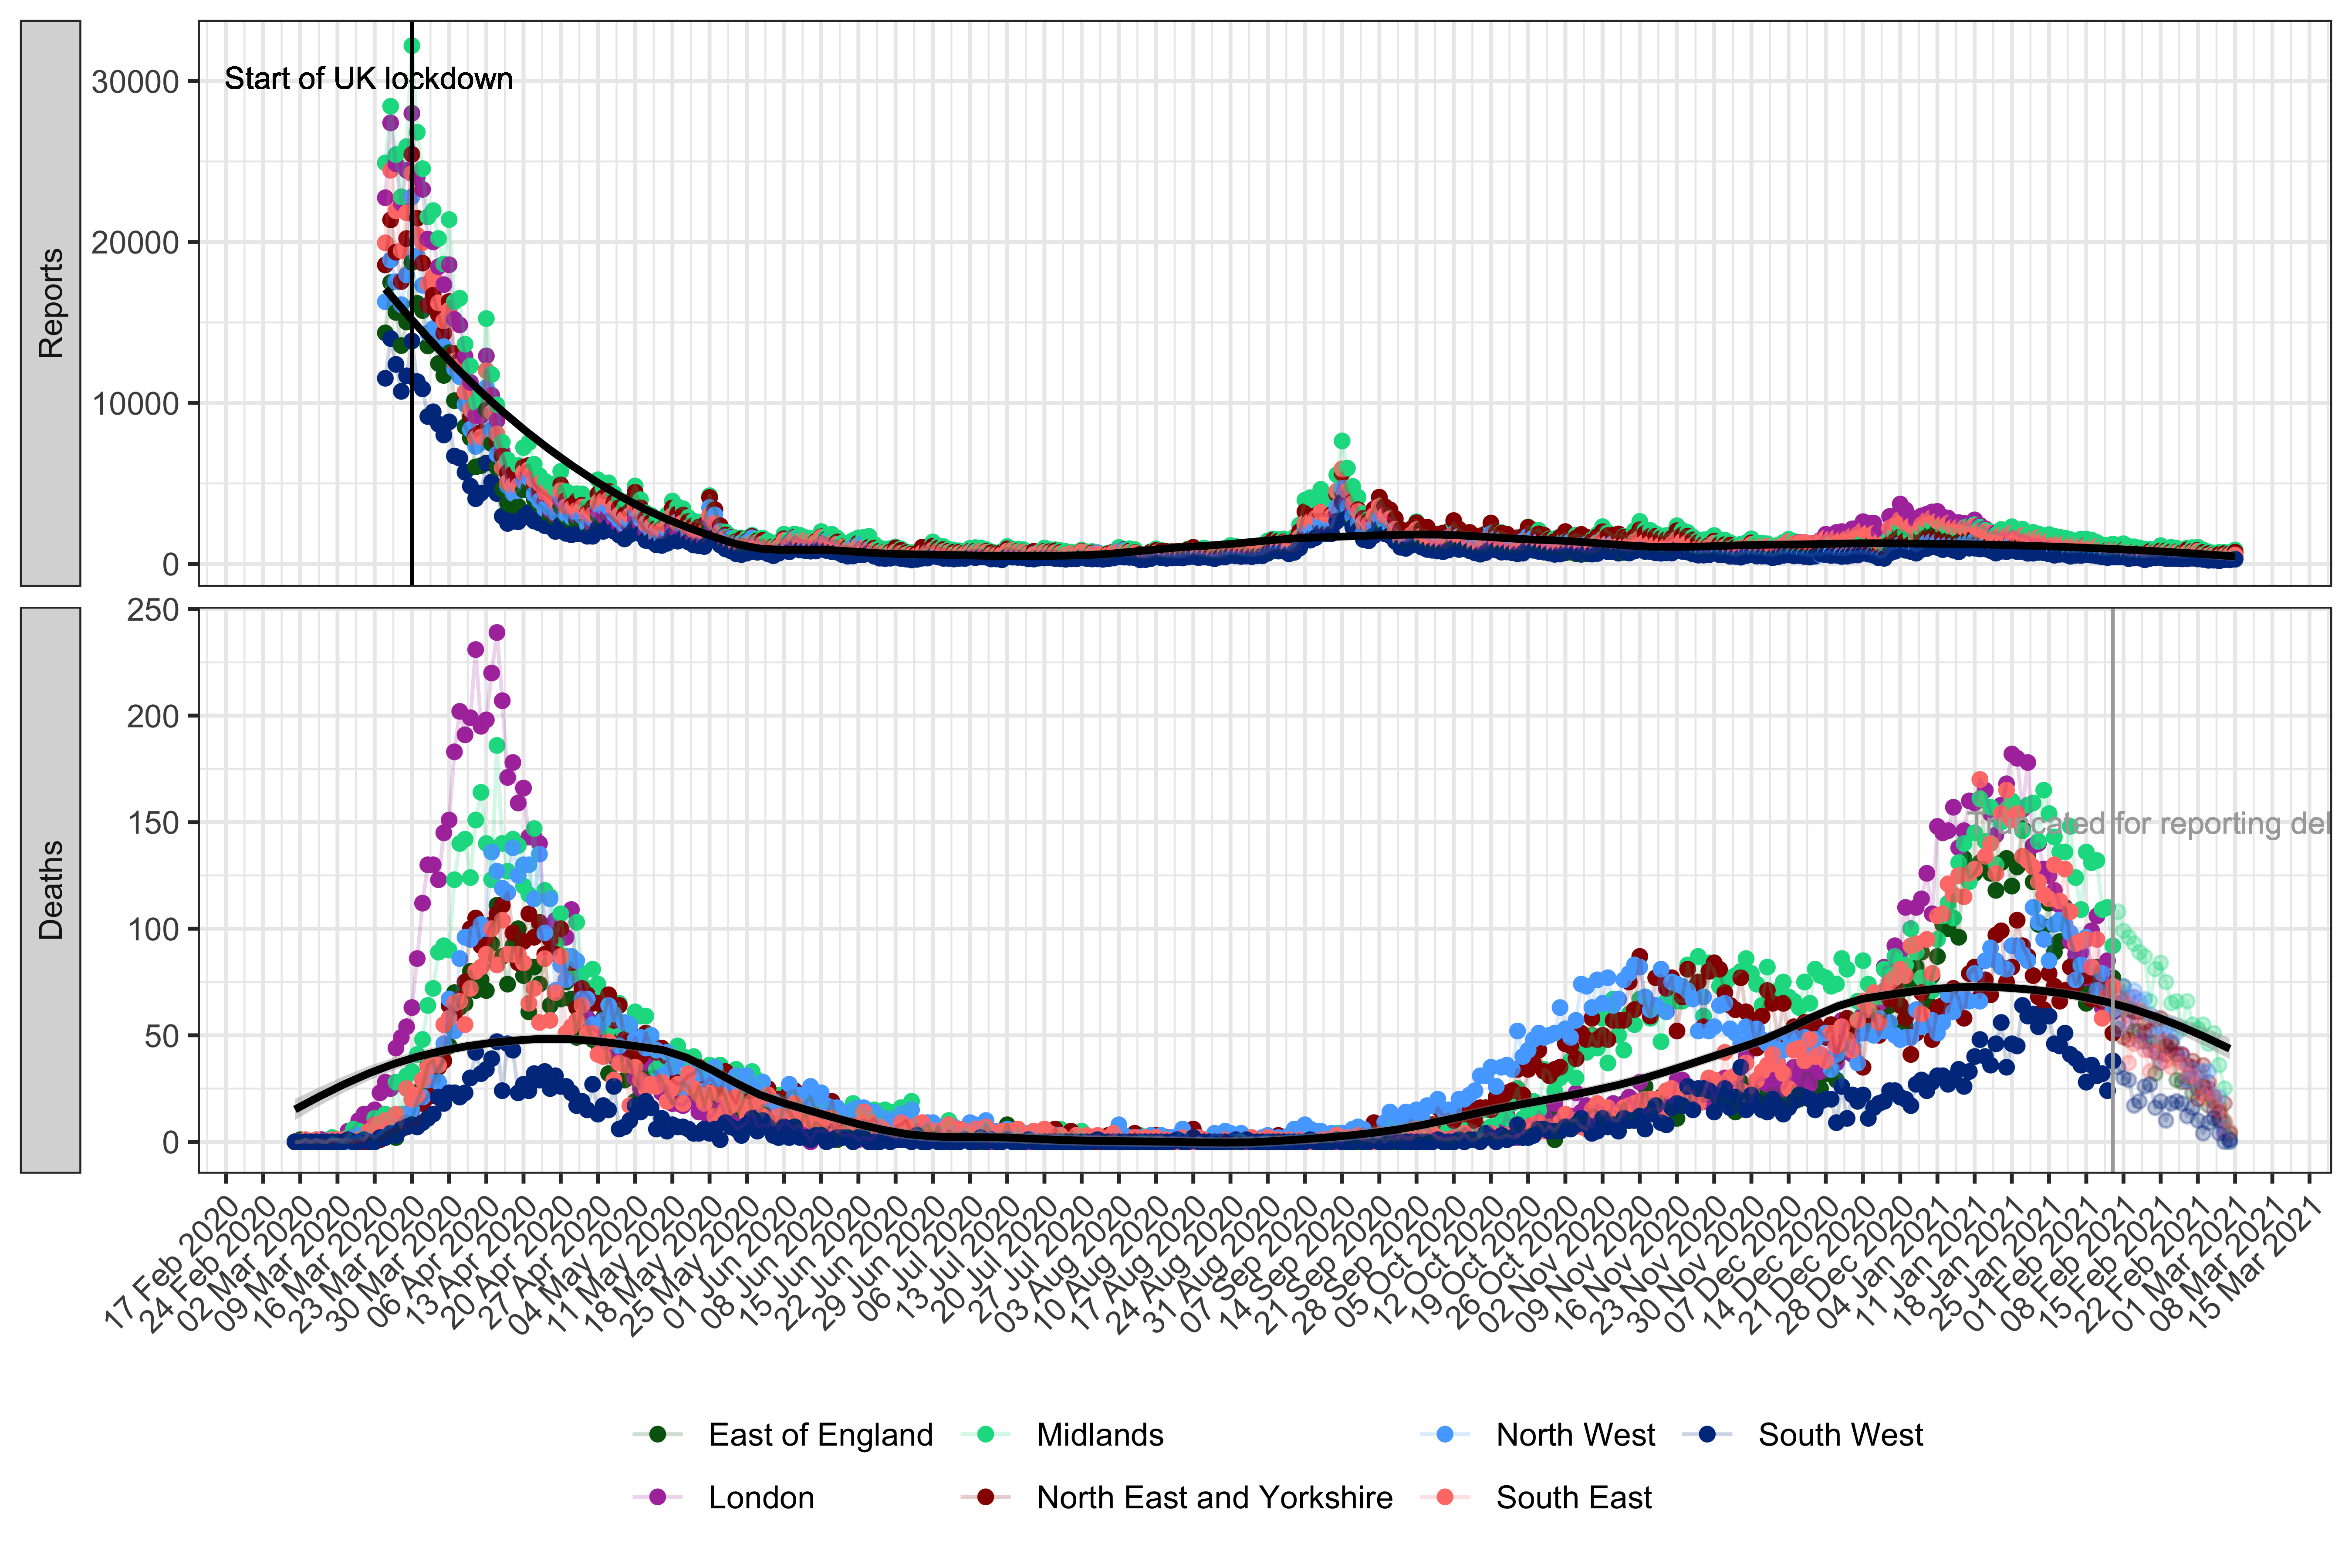 Reports
30000
20000
10000
0
Start of UK lockdown
Deaths
250
200
150
100
50
0
Truncated for reporting del
17 Feb 2020
24 Feb 2020
02 Mar 2020
09 Mar 2020
16 Mar 2020
23 Mar 2020
30 Mar 2020
06 Apr 2020
13 Apr 2020
20 Apr 2020
27 Apr 2020
04 May 2020
11 May 2020
18 May 2020
25 May 2020
01 Jun 2020
08 Jun 2020
15 Jun 2020
22 Jun 2020
29 Jun 2020
06 Jul 2020
13 Jul 2020
20 Jul 2020
27 Jul 2020
03 Aug 2020
10 Aug 2020
17 Aug 2020
24 Aug 2020
31 Aug 2020
07 Sep 2020
14 Sep 2020
21 Sep 2020
28 Sep 2020
05 Oct 2020
12 Oct 2020
19 Oct 2020
26 Oct 2020
02 Nov 2020
09 Nov 2020
16 Nov 2020
23 Nov 2020
30 Nov 2020
07 Dec 2020
14 Dec 2020
21 Dec 2020
28 Dec 2020
04 Jan 2021
11 Jan 2021
18 Jan 2021
25 Jan 2021
01 Feb 2021
08 Feb 2021
15 Feb 2021
22 Feb 2021
01 Mar 2021
08 Mar 2021
15 Mar 2021
East of England
Midlands
North West
South West
London
North East and Yorkshire
South East